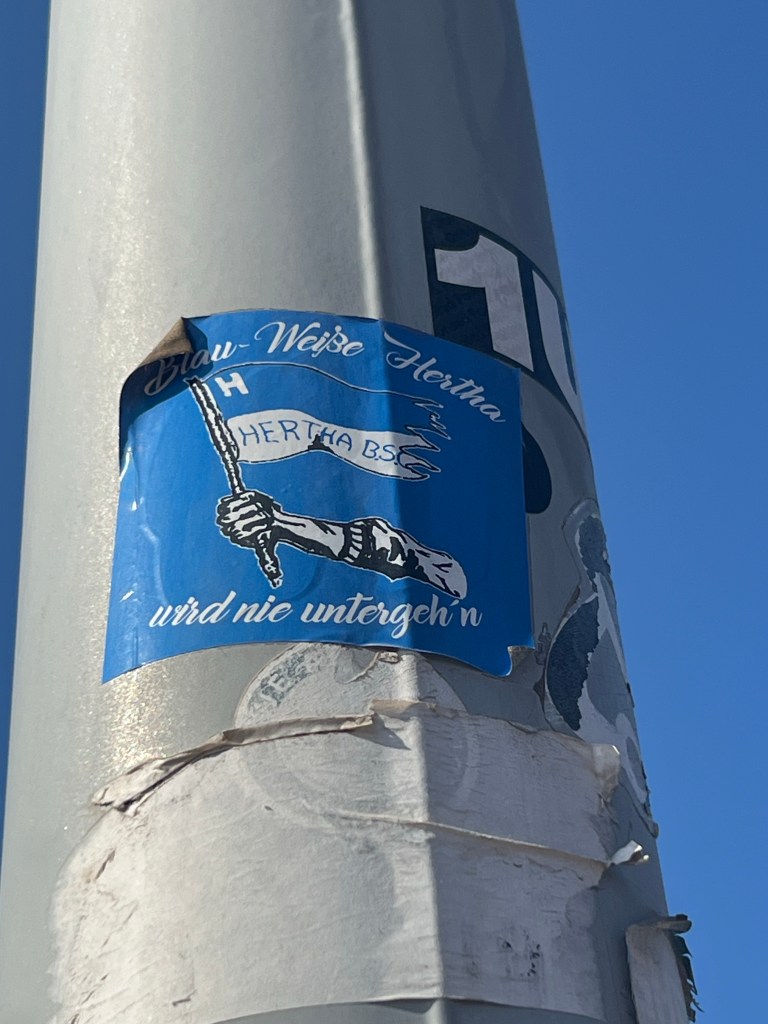 Blau-Weiße Hertha
H
HERTHA B.S.C
wird nie untergeh'n